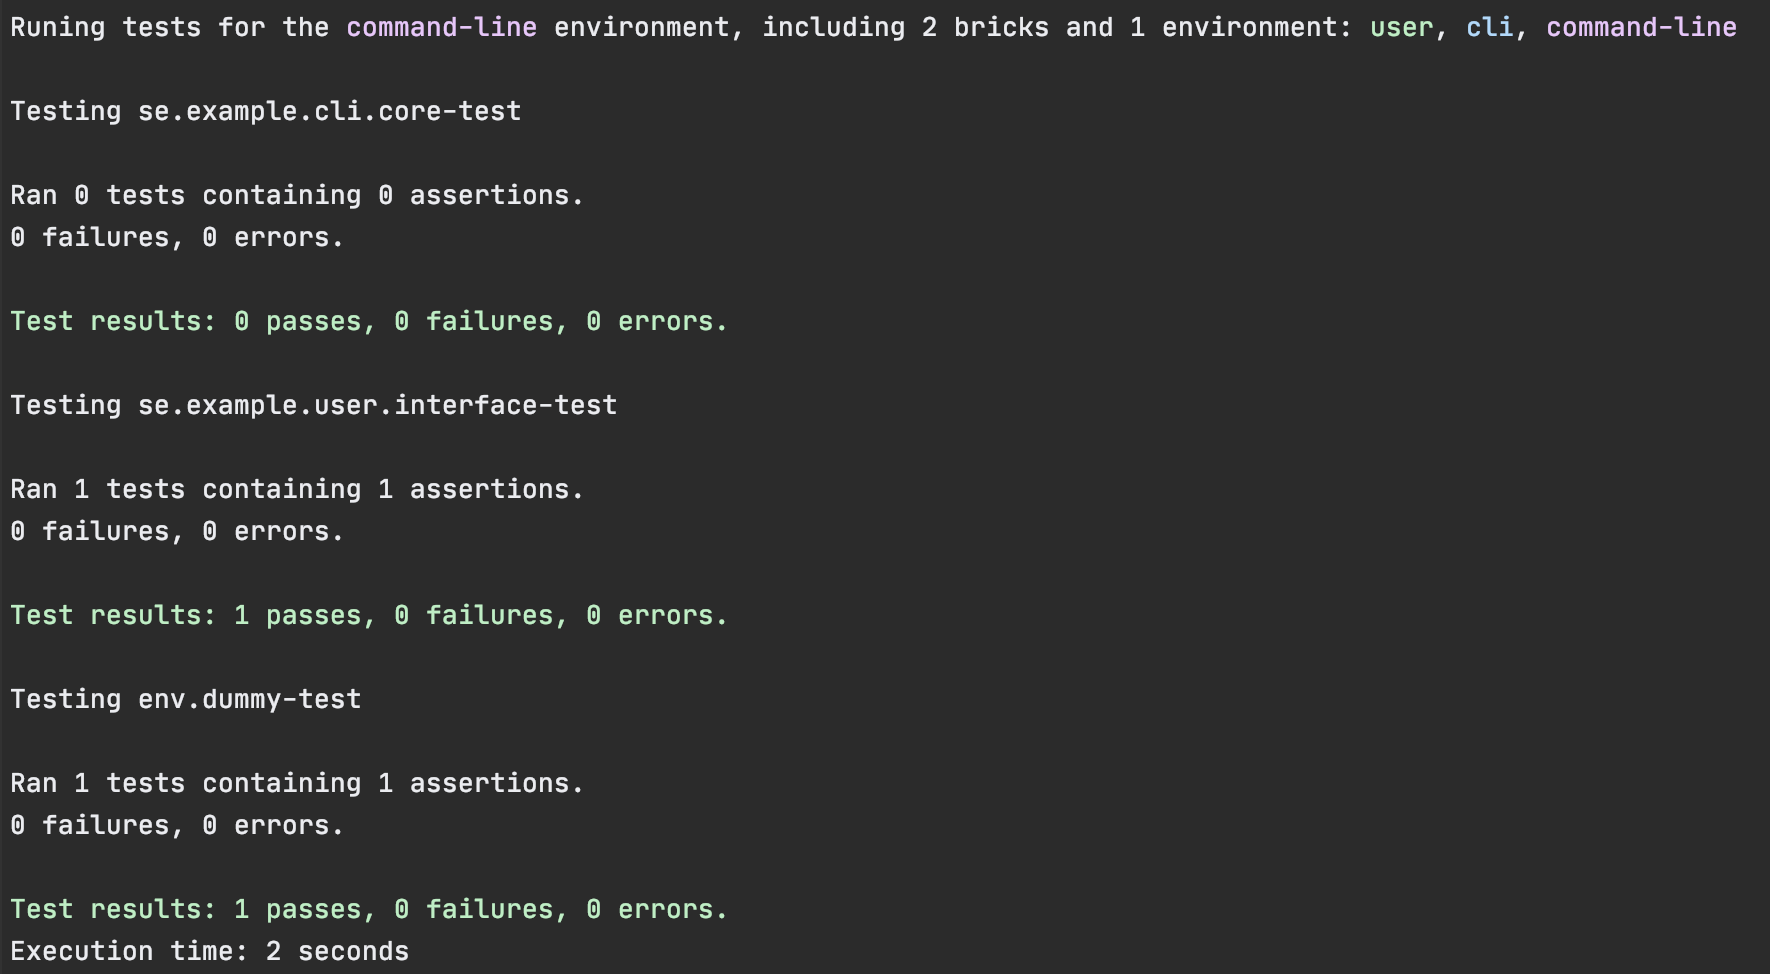 Runing tests for the command-line environment, including 2 bricks and 1 environment: user, cli, command-line
Testing se.example.cli.core-test
Ran 0 tests containing 0 assertions.
0 failures, 0 errors.
Test results: 0 passes, 0 failures, 0 errors.
Testing se.example.user.interface-test
Ran 1 tests containing 1 assertions.
0 failures, 0 errors.
Test results: 1 passes, 0 failures, 0 errors.
Testing env.dummy-test
Ran 1 tests containing 1 assertions.
0 failures, 0 errors.
Test results: 1 passes, 0 failures, 0 errors.
Execution time: 2 seconds